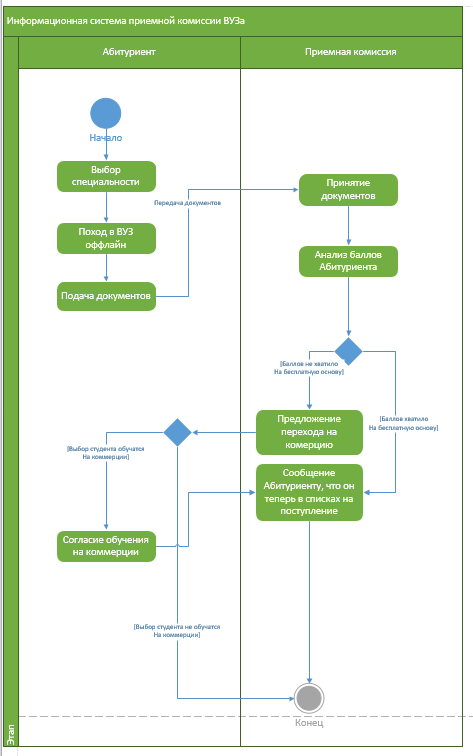 Информационная система приемной комиссии ВУЗа
Абитуриент
Приемная комиссия
Начало
Выбор
специальности
Поход в ВУЗ
оффлайн
Подача документов
Передача документов
Принятие
документов
Анализ баллов
Абитуриента
[Баллов не хватило
На бесплатную основу]
[Баллов хватило
На бесплатную основу]
Предложение
перехода на
комерцию
[Выбор студента обучатся
На коммерции]
Сообщение
Абитуриенту, что он
теперь в списках на
поступление
Согласие обучения
на коммерции
[Выбор студента не обучатся
На коммерции]
Конец
Этап